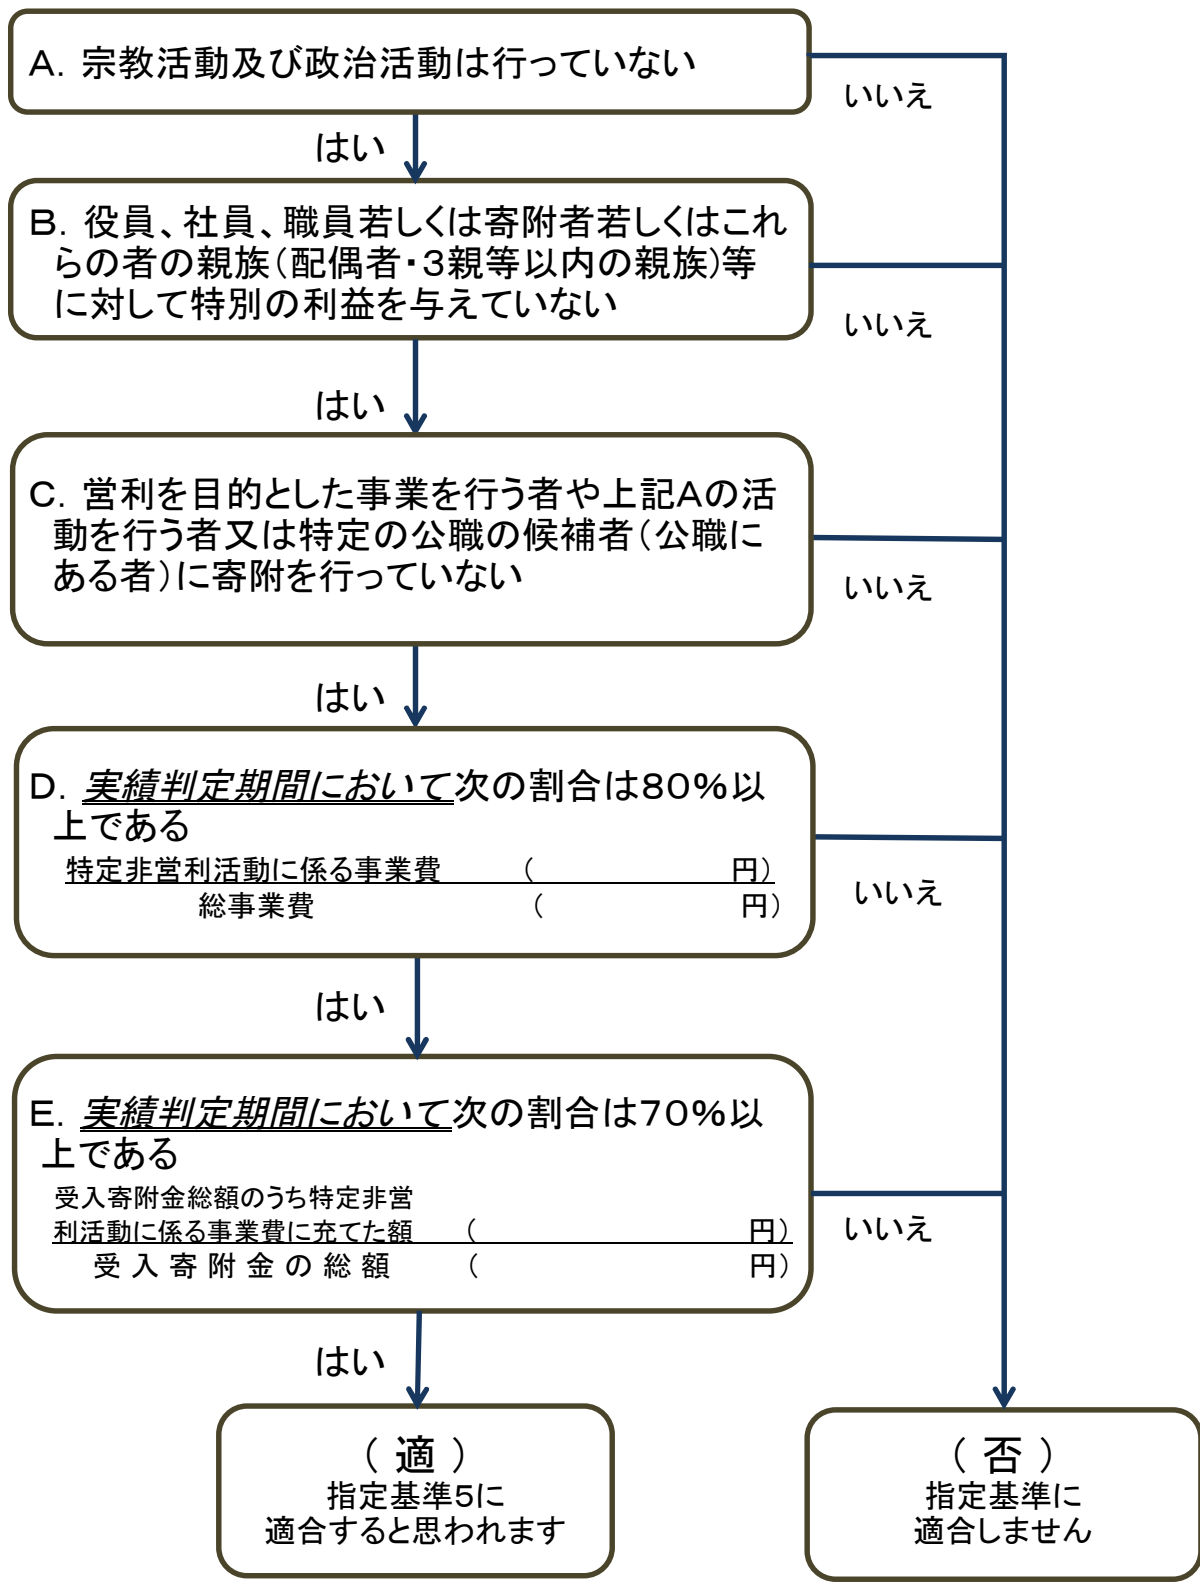 A．宗教活動及び政治活動は行っていない
いいえ
はい
B．役員、社員、職員若しくは寄附者若しくはこれ
らの者の親族（配偶者・3親等以内の親族）等
に対して特別の利益を与えていない
いいえ
はい
C．営利を目的とした事業を行う者や上記Aの活
動を行う者又は特定の公職の候補者（公職に
ある者）に寄附を行っていない
いいえ
はい
D．実績判定期間において次の割合は80％以
上である
特定非営利活動に係る事業費　（　円）
総事業費　（　円）
いいえ
はい
E．実績判定期間において次の割合は70％以
上である
受入寄附金総額のうち特定非営
利活動に係る事業費に充てた額　（　円）
受入寄附金の総額　（　円）
いいえ
はい
（ 適 ）
指定基準5に
適合すると思われます
（ 否 ）
指定基準に
適合しません